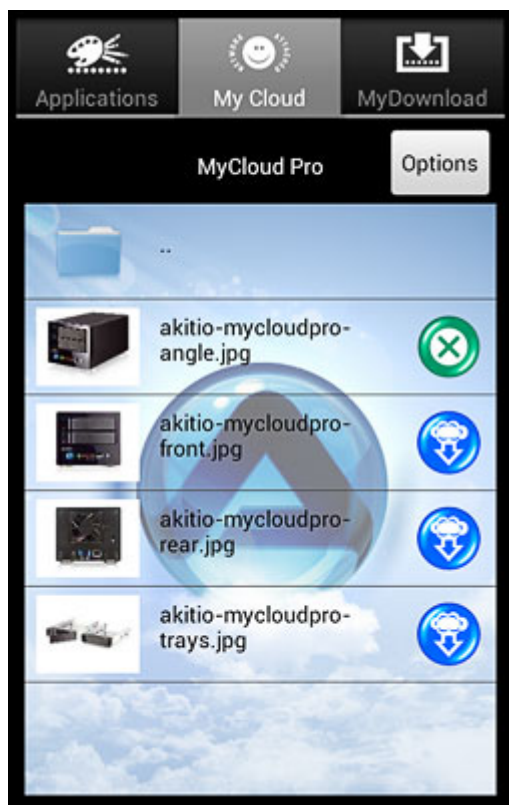 Applications
My Cloud
MyDownload
MyCloud Pro
Options
..
akitio-mycloudpro-
angle.jpg
akitio-mycloudpro-
front.jpg
akitio-mycloudpro-
rear.jpg
akitio-mycloudpro-
trays.jpg